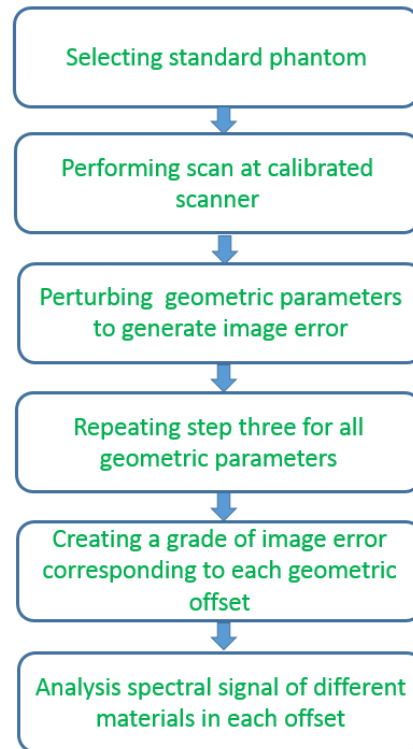 Selecting standard phantom
Performing scan at calibrated
scanner
Perturbing geometric parameters
to generate image error
Repeating step three for all
geometric parameters
Creating a grade of image error
corresponding to each geometric
offset
Analysis spectral signal of different
materials in each offset